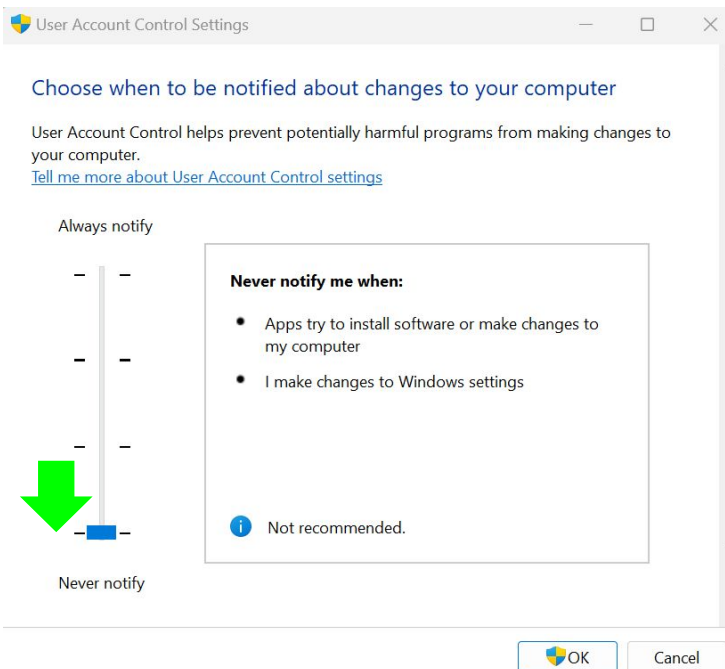 User Account Control Settings
Choose when to be notified about changes to your computer
User Account Control helps prevent potentially harmful programs from making changes to
your computer.
Tell me more about User Account Control settings
Always notify
Never notify me when:
Apps try to install software or make changes to
my computer
I make changes to Windows settings
Not recommended.
Never notify
OK
Cancel